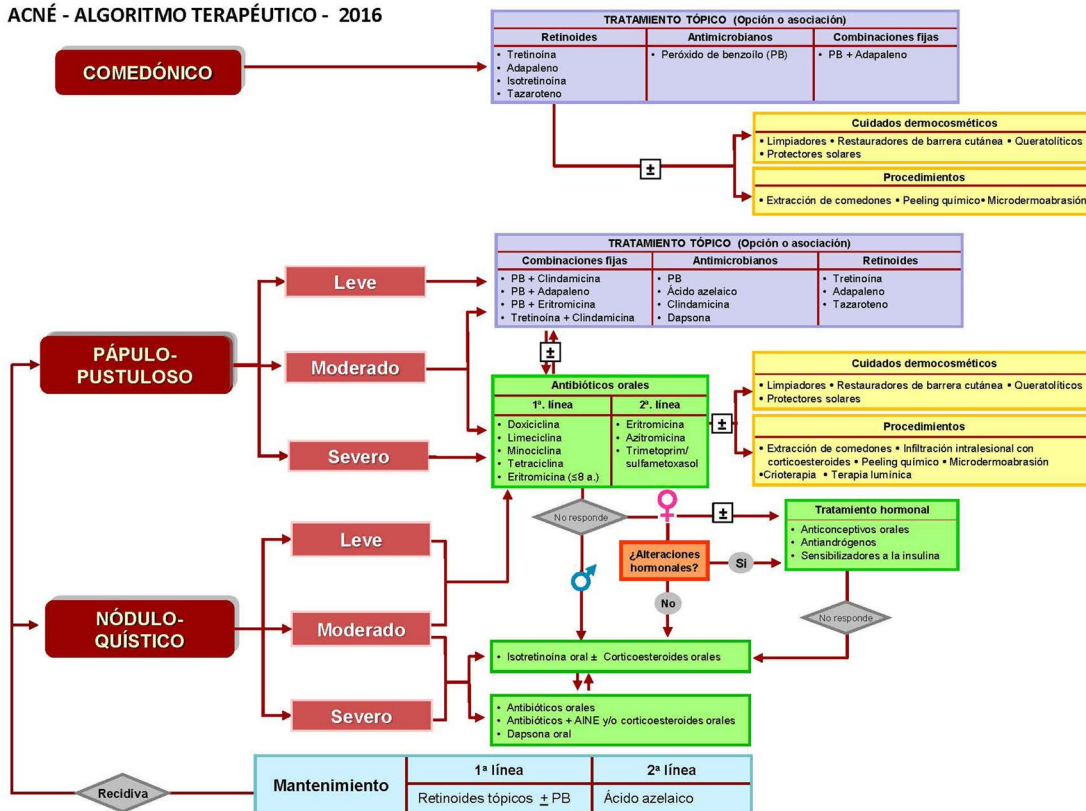 ACNÉ - ALGORITMO TERAPÉUTICO - 2016
COMEDÓNICO
TRATAMIENTO TÓPICO (Opción o asociación)
Retinoides
• Tretinoína
• Adapaleno
• Isotretinoína
• Tazaroteno
Antimicrobianos
• Peróxido de benzoílo (PB)
Combinaciones fijas
• PB + Adapaleno
±
Cuidados dermocosméticos
• Limpiadores • Restauradores de barrera cutánea • Queratolíticos
• Protectores solares
Procedimientos
• Extracción de comedones • Peeling químico • Microdermoabrasión
PÁPULO-
PUSTULOSO
Leve
Moderado
Severo
TRATAMIENTO TÓPICO (Opción o asociación)
Combinaciones fijas
• PB + Clindamicina
• PB + Adapaleno
• PB + Eritromicina
• Tretinoína + Clindamicina
Antimicrobianos
• PB
• Ácido azelaico
• Clindamicina
• Dapsona
Retinoides
• Tretinoína
• Adapaleno
• Tazaroteno
±
Antibióticos orales
1ª. línea
• Doxiciclina
• Limeciclina
• Minociclina
• Tetraciclina
• Eritromicina (≤8 a.)
2ª. línea
• Eritromicina
• Azitromicina
• Trimetoprim/
sulfametoxasol
±
Cuidados dermocosméticos
• Limpiadores • Restauradores de barrera cutánea • Queratolíticos
• Protectores solares
Procedimientos
• Extracción de comedones • Infiltración intralesional con
corticoesteroides • Peeling químico • Microdermoabrasión
• Crioterapia • Terapia lumínica
No responde
±
¿Alteraciones
hormonales?
Si
No
Tratamiento hormonal
• Anticonceptivos orales
• Antiandrógenos
• Sensibilizadores a la insulina
No responde
NÓDULO-
QUÍSTICO
Leve
Moderado
Severo
• Isotretinoína oral ± Corticoesteroides orales
• Antibióticos orales
• Antibióticos + AINE y/o corticoesteroides orales
• Dapsona oral
Recidiva
Mantenimiento
1ª línea
Retinoides tópicos ± PB
2ª línea
Ácido azelaico